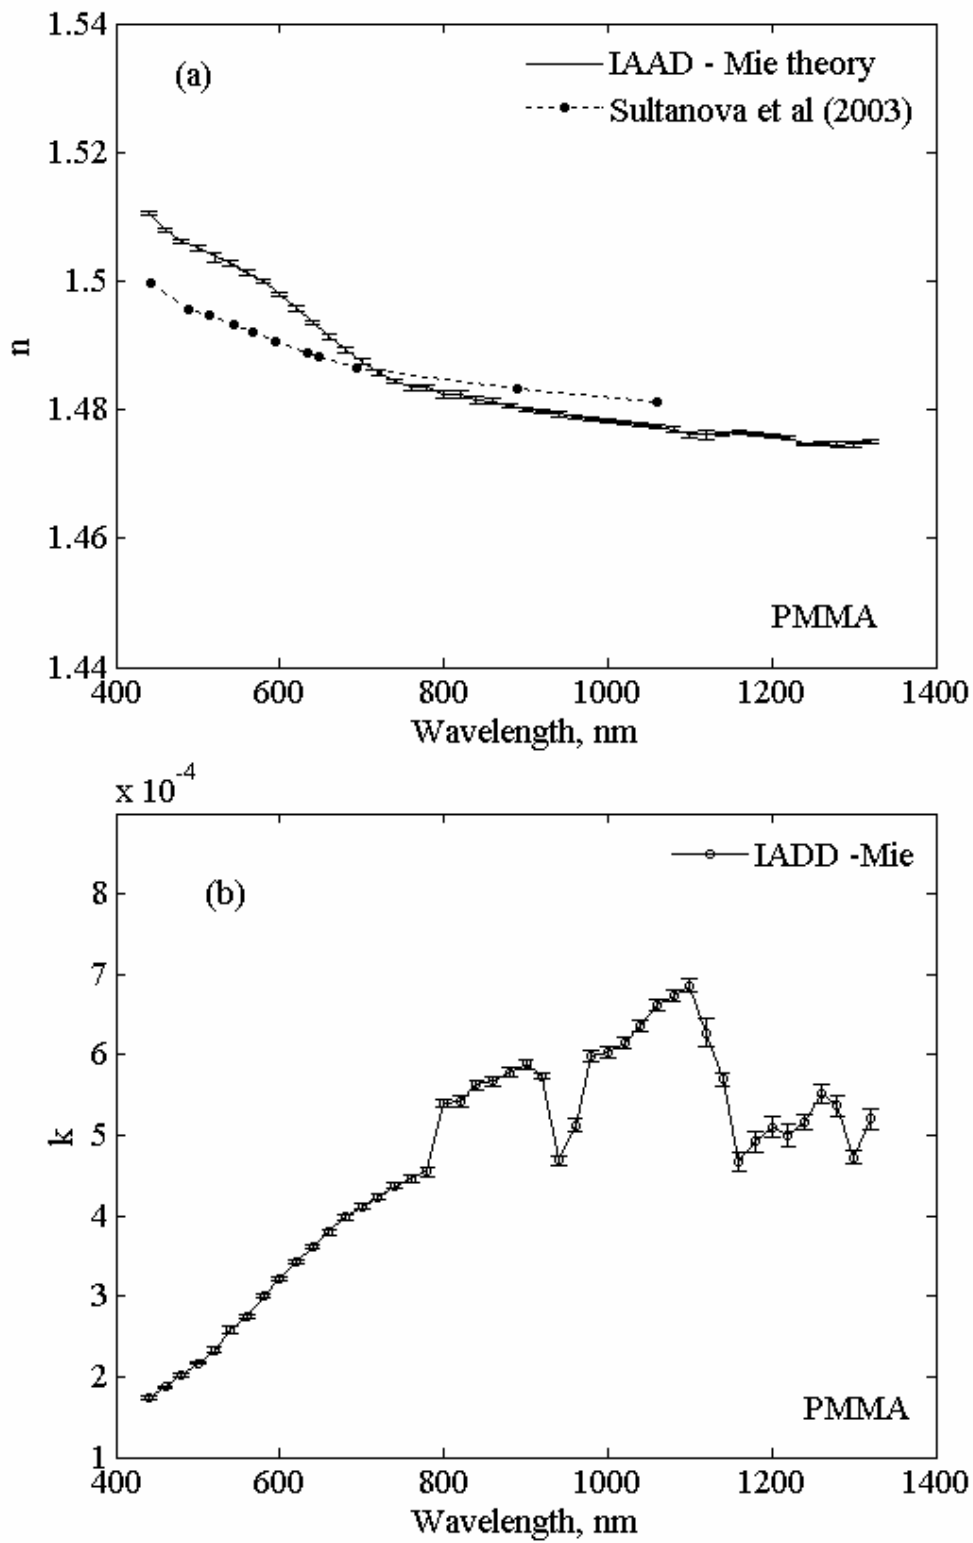 1.54
(a)
IAAD - Mie theory
Sultanova et al (2003)
1.52
1.5
n
1.48
1.46
PMMA
1.44
400 600 800 1000 1200 1400
Wavelength, nm
x 10-4
IADD -Mie
(b)
8
7
6
k
5
4
3
2
PMMA
1
400 600 800 1000 1200 1400
Wavelength, nm